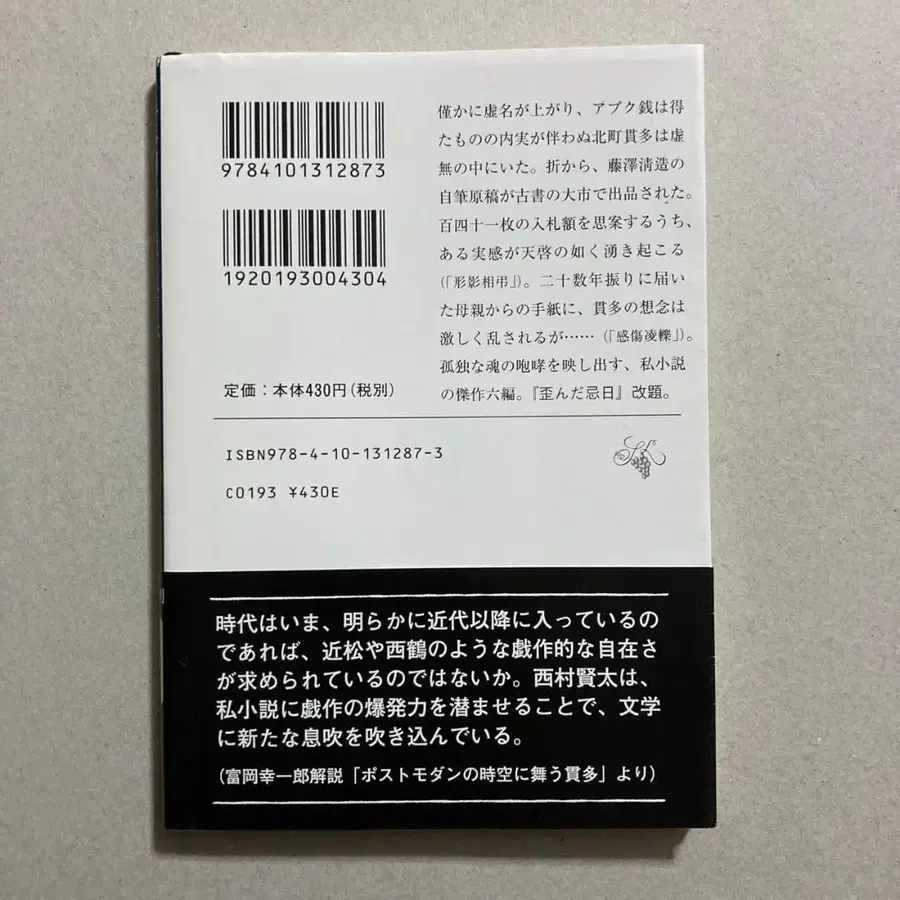 9784101312873
1920193004304
定価：本体430円(税別)
ISBN978-4-10-131287-3
C0193 ¥430E
僅かに虚名が上がり、アブク銭は得
たものの内実が伴わぬ北町貫多は虚
無の中にいた。折から、藤澤清造の
自筆原稿が古書の大市で出品された。
百四十一枚の入札額を思案するうち、
ある実感が天啓の如く湧き起こる
(「形影相弔」)。二十数年振りに届い
た母親からの手紙に、貫多の想念は
激しく乱されるが……(「感傷凌轢」)。
孤独な魂の咆哮を映し出す、私小説
の傑作六編。『歪んだ忌日』改題。
時代はいま、明らかに近代以降に入っているの
であれば、近松や西鶴のような戯作的な自在さ
が求められているのではないか。西村賢太は、
私小説に戯作の爆発力を潜ませることで、文学
に新たな息吹を吹き込んでいる。
(富岡幸一郎解説「ポストモダンの時空に舞う貫多」より)